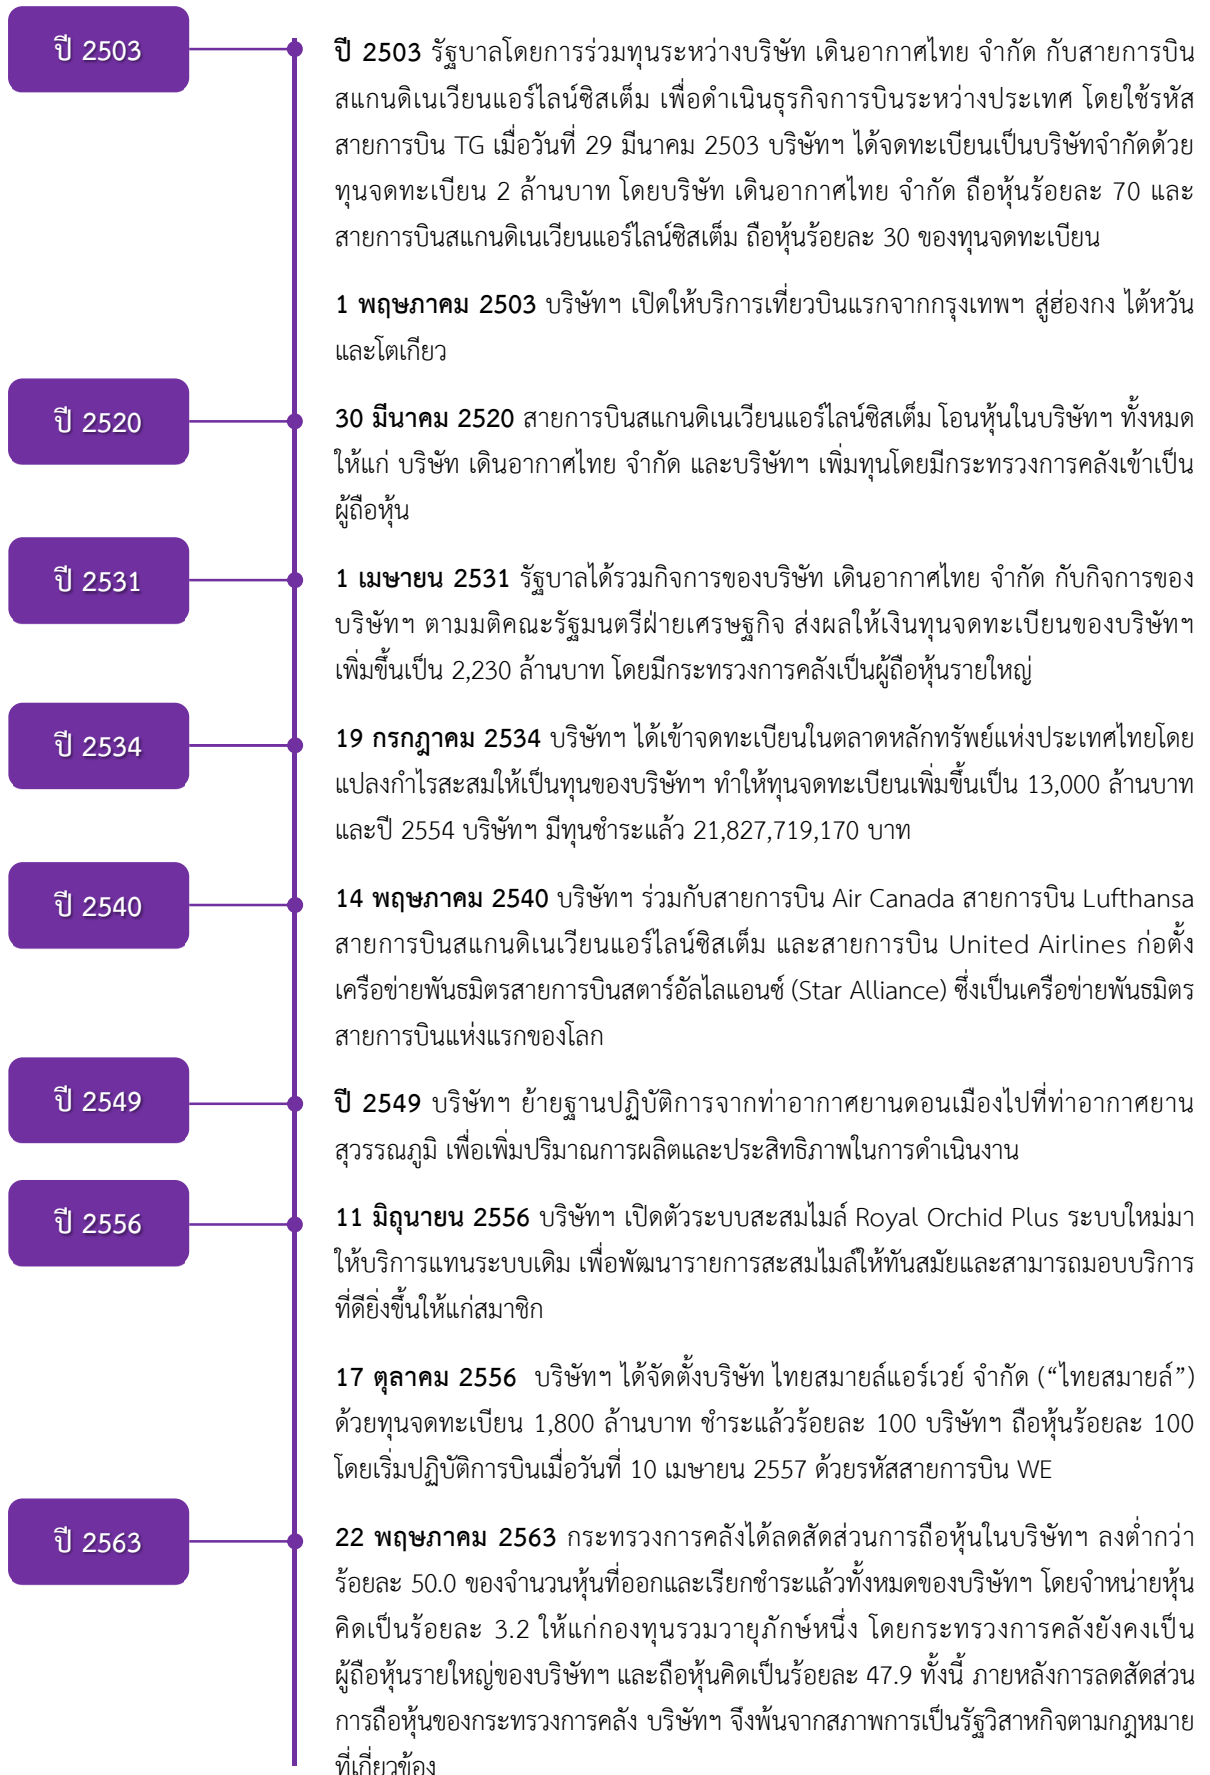 ปี 2503
ปี 2503 รัฐบาลโดยการร่วมทุนระหว่างบริษัท เดินอากาศไทย จำกัด กับสายการบิน
สแกนดิเนเวียนแอร์ไลน์ซิสเต็ม เพื่อดำเนินธุรกิจการบินระหว่างประเทศ โดยใช้รหัส
สายการบิน TG เมื่อวันที่ 29 มีนาคม 2503 บริษัทฯ ได้จดทะเบียนเป็นบริษัทจำกัดด้วย
ทุนจดทะเบียน 2 ล้านบาท โดยบริษัท เดินอากาศไทย จำกัด ถือหุ้นร้อยละ 70 และ
สายการบินสแกนดิเนเวียนแอร์ไลน์ซิสเต็ม ถือหุ้นร้อยละ 30 ของทุนจดทะเบียน
1 พฤษภาคม 2503 บริษัทฯ เปิดให้บริการเที่ยวบินแรกจากกรุงเทพฯ สู่ฮ่องกง ไต้หวัน
และโตเกียว
ปี 2520
30 มีนาคม 2520 สายการบินสแกนดิเนเวียนแอร์ไลน์ซิสเต็ม โอนหุ้นในบริษัทฯ ทั้งหมด
ให้แก่ บริษัท เดินอากาศไทย จำกัด และบริษัทฯ เพิ่มทุนโดยมีกระทรวงการคลังเข้าเป็น
ผู้ถือหุ้น
ปี 2531
1 เมษายน 2531 รัฐบาลได้รวมกิจการของบริษัท เดินอากาศไทย จำกัด กับกิจการของ
บริษัทฯ ตามมติคณะรัฐมนตรีฝ่ายเศรษฐกิจ ส่งผลให้เงินทุนจดทะเบียนของบริษัทฯ
เพิ่มขึ้นเป็น 2,230 ล้านบาท โดยมีกระทรวงการคลังเป็นผู้ถือหุ้นรายใหญ่
ปี 2534
19 กรกฎาคม 2534 บริษัทฯ ได้เข้าจดทะเบียนในตลาดหลักทรัพย์แห่งประเทศไทยโดย
แปลงกำไรสะสมให้เป็นทุนของบริษัทฯ ทำให้ทุนจดทะเบียนเพิ่มขึ้นเป็น 13,000 ล้านบาท
และปี 2554 บริษัทฯ มีทุนชำระแล้ว 21,827,719,170 บาท
ปี 2540
14 พฤษภาคม 2540 บริษัทฯ ร่วมกับสายการบิน Air Canada สายการบิน Lufthansa
สายการบินสแกนดิเนเวียนแอร์ไลน์ซิสเต็ม และสายการบิน United Airlines ก่อตั้ง
เครือข่ายพันธมิตรสายการบินสตาร์อัลไลแอนซ์ (Star Alliance) ซึ่งเป็นเครือข่ายพันธมิตร
สายการบินแห่งแรกของโลก
ปี 2549
ปี 2549 บริษัทฯ ย้ายฐานปฏิบัติการจากท่าอากาศยานดอนเมืองไปที่ท่าอากาศยาน
สุวรรณภูมิ เพื่อเพิ่มปริมาณการผลิตและประสิทธิภาพในการดำเนินงาน
ปี 2556
11 มิถุนายน 2556 บริษัทฯ เปิดตัวระบบสะสมไมล์ Royal Orchid Plus ระบบใหม่มา
ให้บริการแทนระบบเดิม เพื่อพัฒนารายการสะสมไมล์ให้ทันสมัยและสามารถมอบบริการ
ที่ดียิ่งขึ้นให้แก่สมาชิก
17 ตุลาคม 2556 บริษัทฯ ได้จัดตั้งบริษัท ไทยสมายล์แอร์เวย์ จำกัด (“ไทยสมายล์”)
ด้วยทุนจดทะเบียน 1,800 ล้านบาท ชำระแล้วร้อยละ 100 บริษัทฯ ถือหุ้นร้อยละ 100
โดยเริ่มปฏิบัติการบินเมื่อวันที่ 10 เมษายน 2557 ด้วยรหัสสายการบิน WE
ปี 2563
22 พฤษภาคม 2563 กระทรวงการคลังได้ลดสัดส่วนการถือหุ้นในบริษัทฯ ลงต่ำกว่า
ร้อยละ 50.0 ของจำนวนหุ้นที่ออกและเรียกชำระแล้วทั้งหมดของบริษัทฯ โดยจำหน่ายหุ้น
คิดเป็นร้อยละ 3.2 ให้แก่กองทุนรวมวายุภักษ์หนึ่ง โดยกระทรวงการคลังยังคงเป็น
ผู้ถือหุ้นรายใหญ่ของบริษัทฯ และถือหุ้นคิดเป็นร้อยละ 47.9 ทั้งนี้ ภายหลังการลดสัดส่วน
การถือหุ้นของกระทรวงการคลัง บริษัทฯ จึงพ้นจากสภาพการเป็นรัฐวิสาหกิจตามกฎหมาย
ที่เกี่ยวข้อง